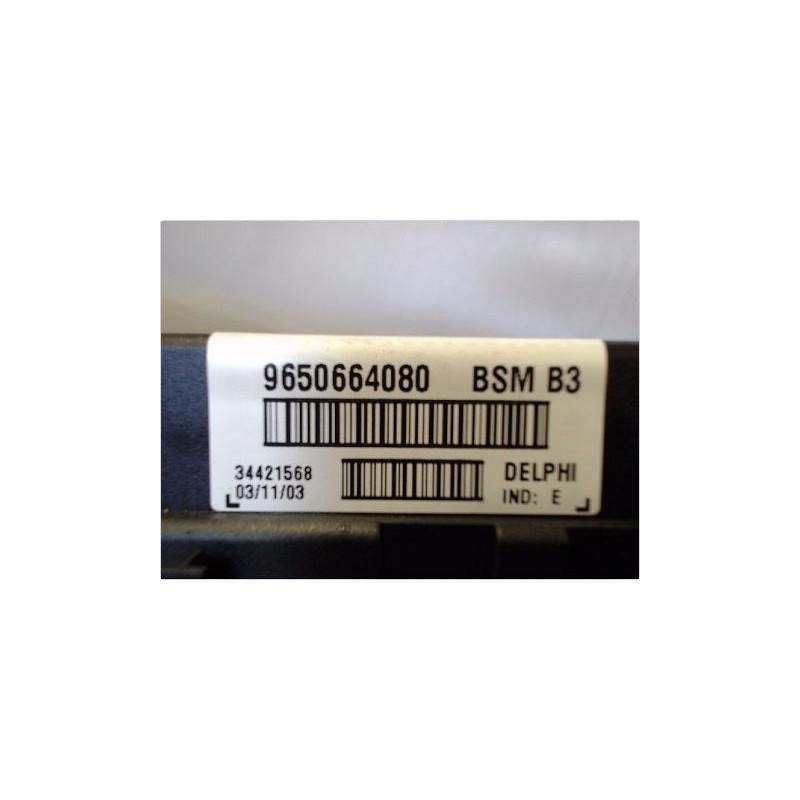 9650664080 BSM B3
34421568 DELPHI
03/11/03 IND: E